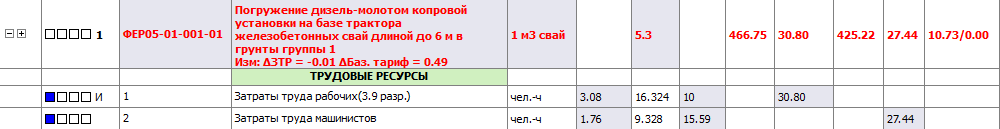 Погружение дизель-молотом копровой
установки на базе трактора
железобетонных свай длиной до 6 м в
грунты группы 1
Изм: ΔЗТР = -0.01 ΔБаз. тариф = 0.49
1 ФЕР05-01-001-01 1 м3 свай 5.3 466.75 30.80 425.22 27.44 10.73/0.00
ТРУДОВЫЕ РЕСУРСЫ
И 1 Затраты труда рабочих(3.9 разр.) чел.-ч 3.08 16.324 10 30.80
2 Затраты труда машинистов чел.-ч 1.76 9.328 15.59 27.44